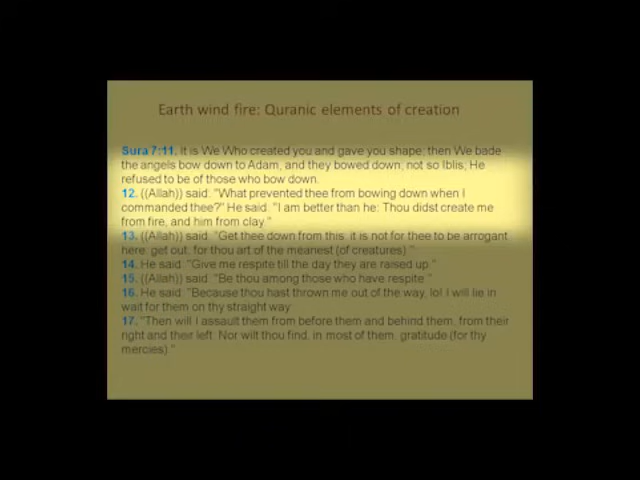 Earth wind fire: Quranic elements of creation
Sura 7:11. It is We Who created you and gave you shape; then We bade
the angels bow down to Adam, and they bowed down; not so Iblis; He
refused to be of those who bow down.
12. ((Allah)) said: "What prevented thee from bowing down when I
commanded thee?" He said: "I am better than he: Thou didst create me
from fire, and him from clay."
13. ((Allah)) said: "Get thee down from this: it is not for thee to be arrogant
here: get out, for thou art of the meanest (of creatures)."
14. He said: "Give me respite till the day they are raised up."
15. ((Allah)) said: "Be thou among those who have respite."
16. He said: "Because thou hast thrown me out of the way, lo! I will lie in
wait for them on thy straight way:
17. "Then will I assault them from before them and behind them, from their
right and their left: Nor wilt thou find, in most of them, gratitude (for thy
mercies)."